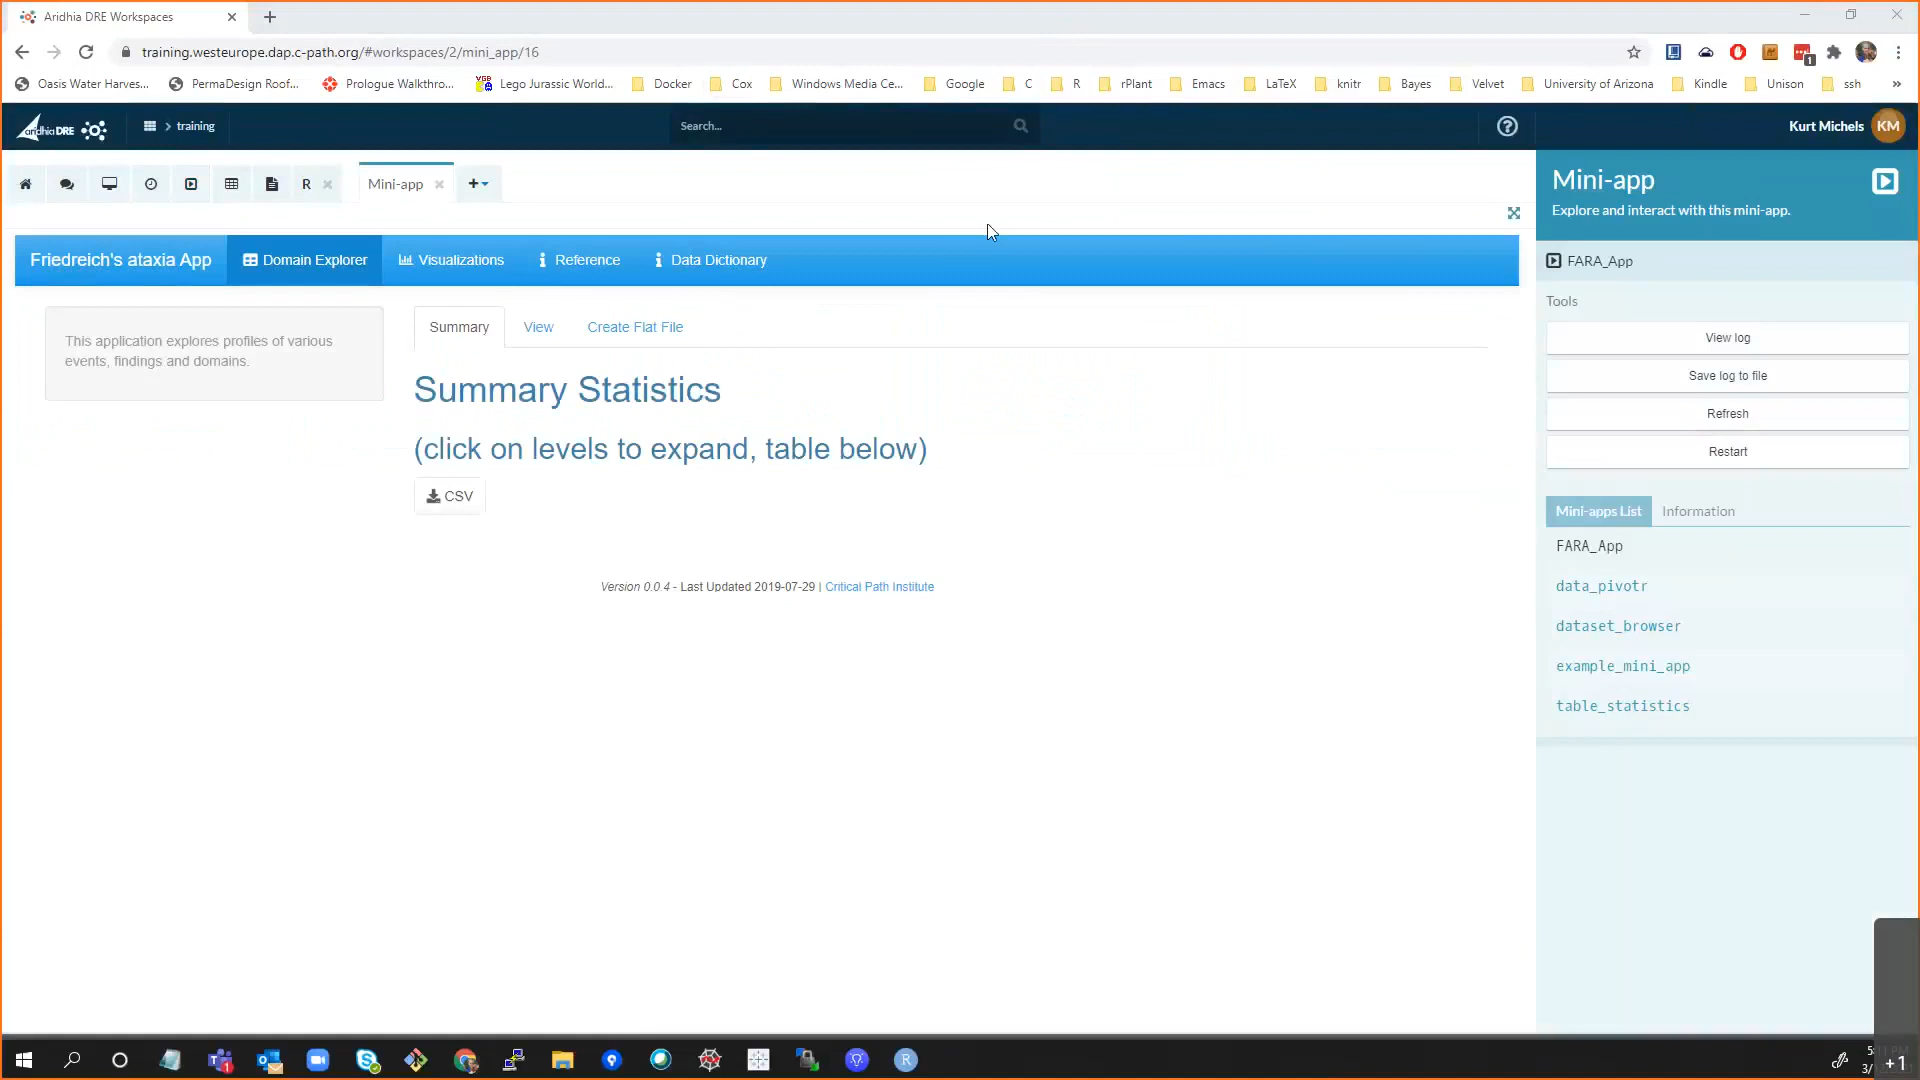 Aridhia DRE Workspaces
training.westeurope.dap.c-path.org/#workspaces/2/mini_app/16
1
Oasis Water Harves...
PermaDesign Roof...
Prologue Walkthro...
VGB
Lego Jurassic World...
Docker
Cox
Windows Media Ce...
Google
C
R
rPlant
Emacs
LaTeX
knitr
Bayes
Velvet
University of Arizona
Kindle
Unison
ssh
»
aridhia DRE
> training
Search...
Kurt Michels
KM
R
Mini-app
Mini-app
Explore and interact with this mini-app.
Friedreich's ataxia App
Domain Explorer
Visualizations
Reference
Data Dictionary
FARA_App
Tools
View log
Save log to file
Refresh
Restart
This application explores profiles of various
events, findings and domains.
Summary
View
Create Flat File
Summary Statistics
(click on levels to expand, table below)
CSV
Version 0.0.4 - Last Updated 2019-07-29 | Critical Path Institute
Mini-apps List
Information
FARA_App
data_pivotr
dataset_browser
example_mini_app
table_statistics
+1